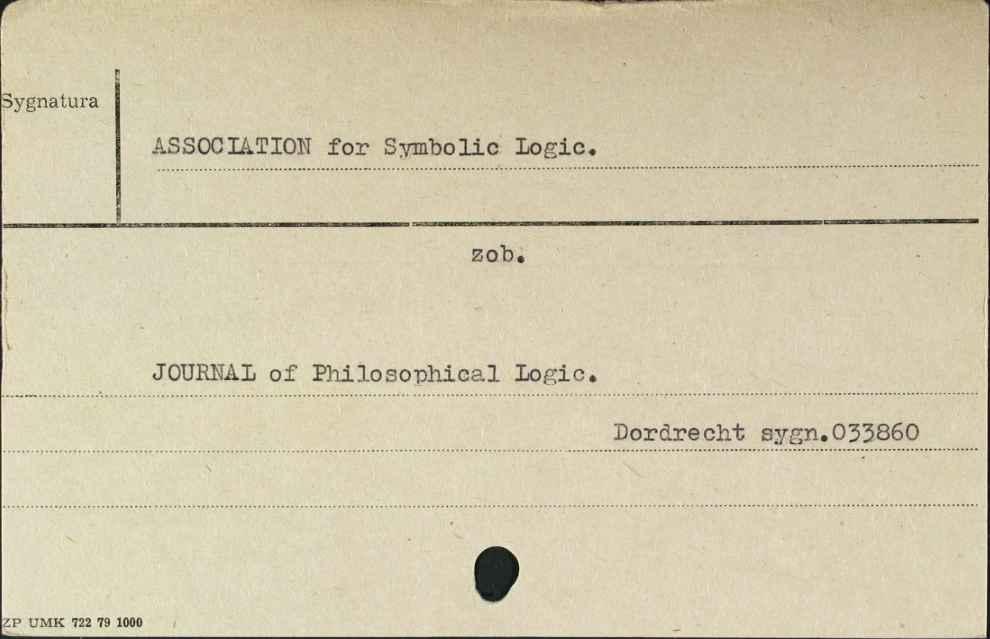 Sygnatura
ASSOCIATION for Symbolic Logic.
zob.
JOURNAL of Philosophical Logic.
Dordrecht sygn.033860
ZP UMK 722 79 1000